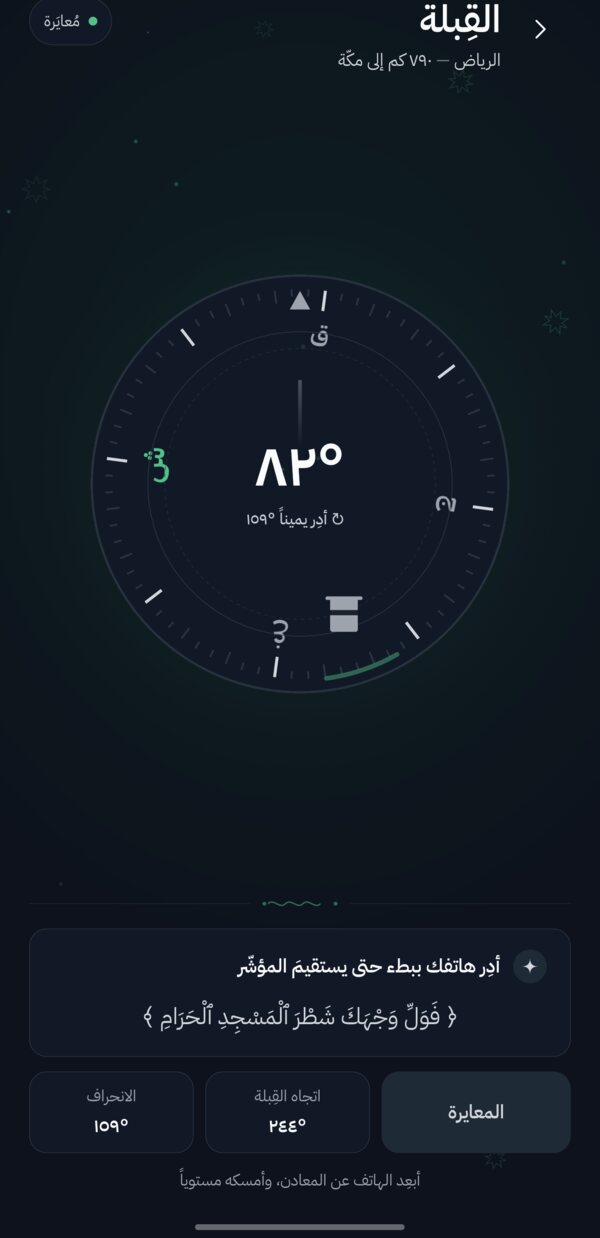 القِبلة
الرياض — ٧٩٠ كم إلى مكّة
مُعايَرة
ق
ش
ج
ب
٨٢°
↻ أدِر يميناً ١٥٩°
أدِر هاتفك ببطء حتى يستقيمَ المؤشّر
﴿ فَوَلِّ وَجْهَكَ شَطْرَ ٱلْمَسْجِدِ ٱلْحَرَامِ ﴾
المعايرة
اتجاه القِبلة
٢٤٤°
الانحراف
١٥٩°
أبعِد الهاتف عن المعادن، وأمسكه مستوياً